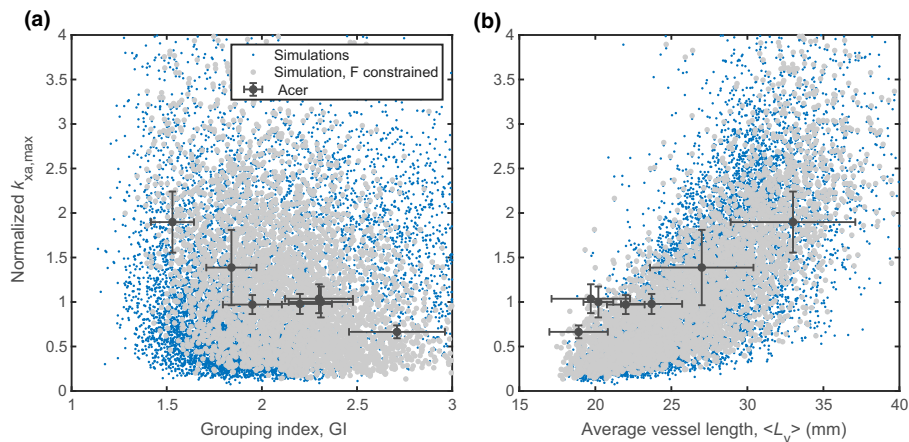 (a)
4
3.5
3
2.5
2
1.5
1
0.5
0
Normalized kxa,max
Simulations
Simulation, F constrained
Acer
1 1.5 2 2.5 3
Grouping index, GI
(b)
4
3.5
3
2.5
2
1.5
1
0.5
0
15 20 25 30 35 40
Average vessel length, <Lv> (mm)